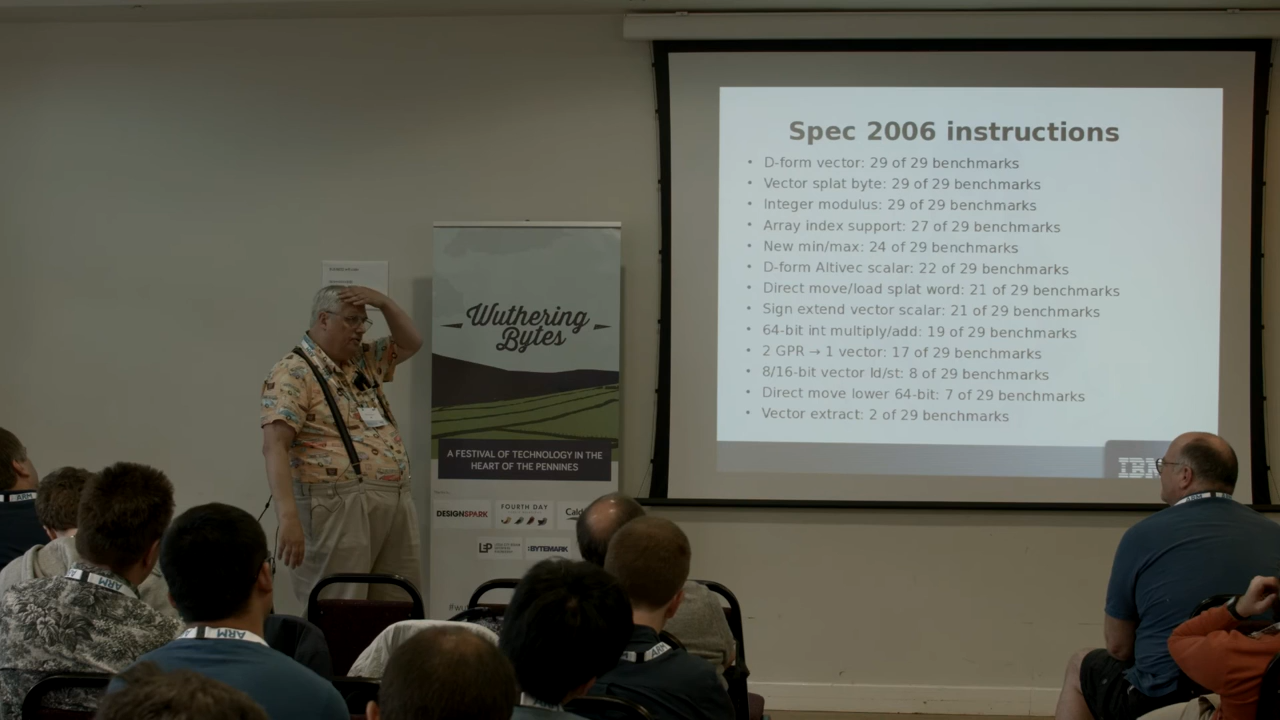 Spec 2006 instructions
• D-form vector: 29 of 29 benchmarks
• Vector splat byte: 29 of 29 benchmarks
• Integer modulus: 29 of 29 benchmarks
• Array index support: 27 of 29 benchmarks
• New min/max: 24 of 29 benchmarks
• D-form Altivec scalar: 22 of 29 benchmarks
• Direct move/load splat word: 21 of 29 benchmarks
• Sign extend vector scalar: 21 of 29 benchmarks
• 64-bit int multiply/add: 19 of 29 benchmarks
• 2 GPR → 1 vector: 17 of 29 benchmarks
• 8/16-bit vector ld/st: 8 of 29 benchmarks
• Direct move lower 64-bit: 7 of 29 benchmarks
• Vector extract: 2 of 29 benchmarks
IBM
Wuthering
Bytes
A FESTIVAL OF TECHNOLOGY IN THE
HEART OF THE PENNINES
DESIGNSPARK
FOURTH DAY
LEP
:BYTEMARK
ARM
ARM
ARM
ARM
ARM